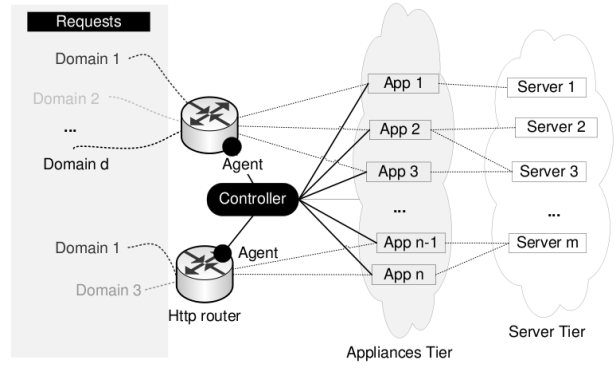 Requests
Domain 1
Domain 2
...
Domain d
Agent
Controller
Domain 1
Domain 3
Agent
Http router
App 1
App 2
App 3
...
App n-1
App n
Appliances Tier
Server 1
Server 2
Server 3
...
Server m
Server Tier